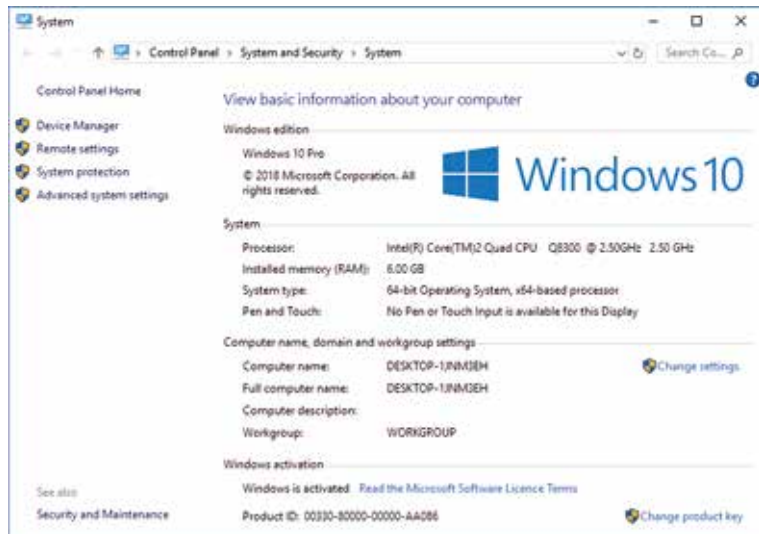 System
Control Panel › System and Security › System
Search Co...
Control Panel Home
Device Manager
Remote settings
System protection
Advanced system settings
View basic information about your computer
Windows edition
Windows 10 Pro
© 2018 Microsoft Corporation. All
rights reserved.
Windows 10
System
Processor: Intel(R) Core(TM)2 Quad CPU Q8300 @ 2.50GHz 2.50 GHz
Installed memory (RAM): 6.00 GB
System type: 64-bit Operating System, x64-based processor
Pen and Touch: No Pen or Touch Input is available for this Display
Computer name, domain and workgroup settings
Computer name: DESKTOP-1JNM3EH
Change settings
Full computer name: DESKTOP-1JNM3EH
Computer description:
Workgroup: WORKGROUP
Windows activation
Windows is activated Read the Microsoft Software Licence Terms
Product ID: 00330-80000-00000-AA086
Change product key
See also
Security and Maintenance